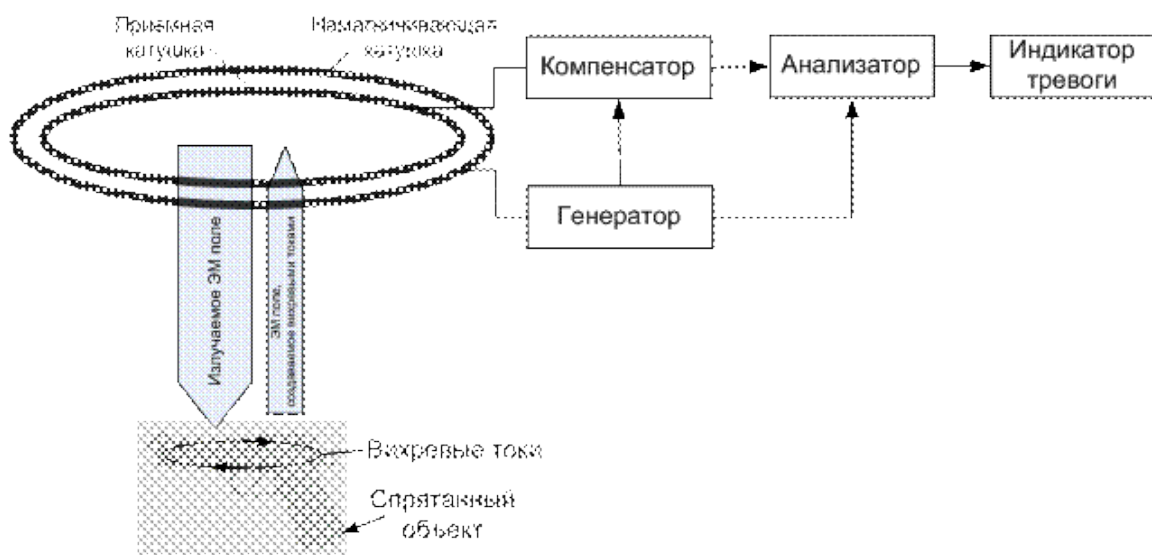 Приемная
катушка
Намагничивающая
катушка
Компенсатор
Анализатор
Индикатор
тревоги
Генератор
Излучаемое ЭМ поле
ЭМ поле,
создаваемое вихревыми токами
Вихревые токи
Спрятанный
объект